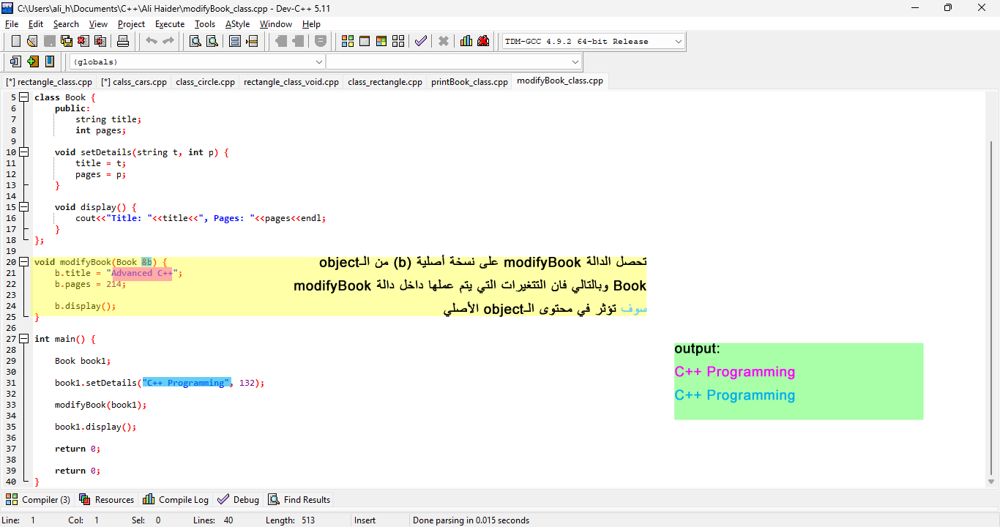 C:\Users\ali_h\Documents\C++\Ali Haider\modifyBook_class.cpp - Dev-C++ 5.11
File Edit Search View Project Execute Tools AStyle Window Help
TDM-GCC 4.9.2 64-bit Release
(globals)
[*] rectangle_class.cpp [*] calss_cars.cpp class_circle.cpp rectangle_class_void.cpp class_rectangle.cpp printBook_class.cpp modifyBook_class.cpp
5 class Book {
6 public:
7 string title;
8 int pages;
9
10 void setDetails(string t, int p) {
11 title = t;
12 pages = p;
13 }
14
15 void display() {
16 cout<<"Title: "<<title<<", Pages: "<<pages<<endl;
17 }
18 };
19
20 void modifyBook(Book &b) {
21 b.title = "Advanced C++";
22 b.pages = 214;
23
24 b.display();
25 }
تحصل الدالة modifyBook على نسخة أصلية (b) من الـobject
Book وبالتالي فان التتغيرات التي يتم عملها داخل دالة modifyBook
سوف تؤثر في محتوى الـobject الأصلي
26
27 int main() {
28
29 Book book1;
30
31 book1.setDetails("C++ Programming", 132);
32
33 modifyBook(book1);
34
35 book1.display();
36
37 return 0;
38
39 return 0;
40 }
output:
C++ Programming
C++ Programming
Compiler (3) Resources Compile Log Debug Find Results
Line: 1 Col: 1 Sel: 0 Lines: 40 Length: 513 Insert Done parsing in 0.015 seconds